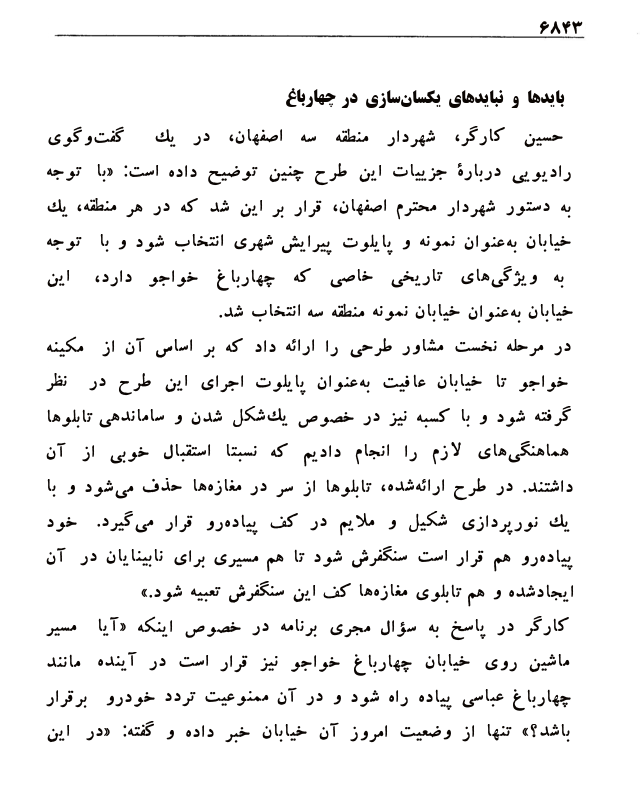 ۶۸۴۳
بایدها و نبایدهای یکسان‌سازی در چهارباغ
حسین کارگر، شهردار منطقه سه اصفهان، در یك گفت‌وگوی
رادیویی دربارهٔ جزییات این طرح چنین توضیح داده است: «با توجه
به دستور شهردار محترم اصفهان، قرار بر این شد که در هر منطقه، یك
خیابان به‌عنوان نمونه و پایلوت پیرایش شهری انتخاب شود و با توجه
به ویژگی‌های تاریخی خاصی که چهارباغ خواجو دارد، این
خیابان به‌عنوان خیابان نمونه منطقه سه انتخاب شد.
در مرحله نخست مشاور طرحی را ارائه داد که بر اساس آن از مکینه
خواجو تا خیابان عافیت به‌عنوان پایلوت اجرای این طرح در نظر
گرفته شود و با کسبه نیز در خصوص یك‌شکل شدن و ساماندهی تابلوها
هماهنگی‌های لازم را انجام دادیم که نسبتا استقبال خوبی از آن
داشتند. در طرح ارائه‌شده، تابلوها از سر در مغازه‌ها حذف می‌شود و با
یك نورپردازی شکیل و ملایم در کف پیاده‌رو قرار می‌گیرد. خود
پیاده‌رو هم قرار است سنگفرش شود تا هم مسیری برای نابینایان در آن
ایجادشده و هم تابلوی مغازه‌ها کف این سنگفرش تعبیه شود.»
کارگر در پاسخ به سؤال مجری برنامه در خصوص اینکه «آیا مسیر
ماشین روی خیابان چهارباغ خواجو نیز قرار است در آینده مانند
چهارباغ عباسی پیاده راه شود و در آن ممنوعیت تردد خودرو برقرار
باشد؟» تنها از وضعیت امروز آن خیابان خبر داده و گفته: «در این